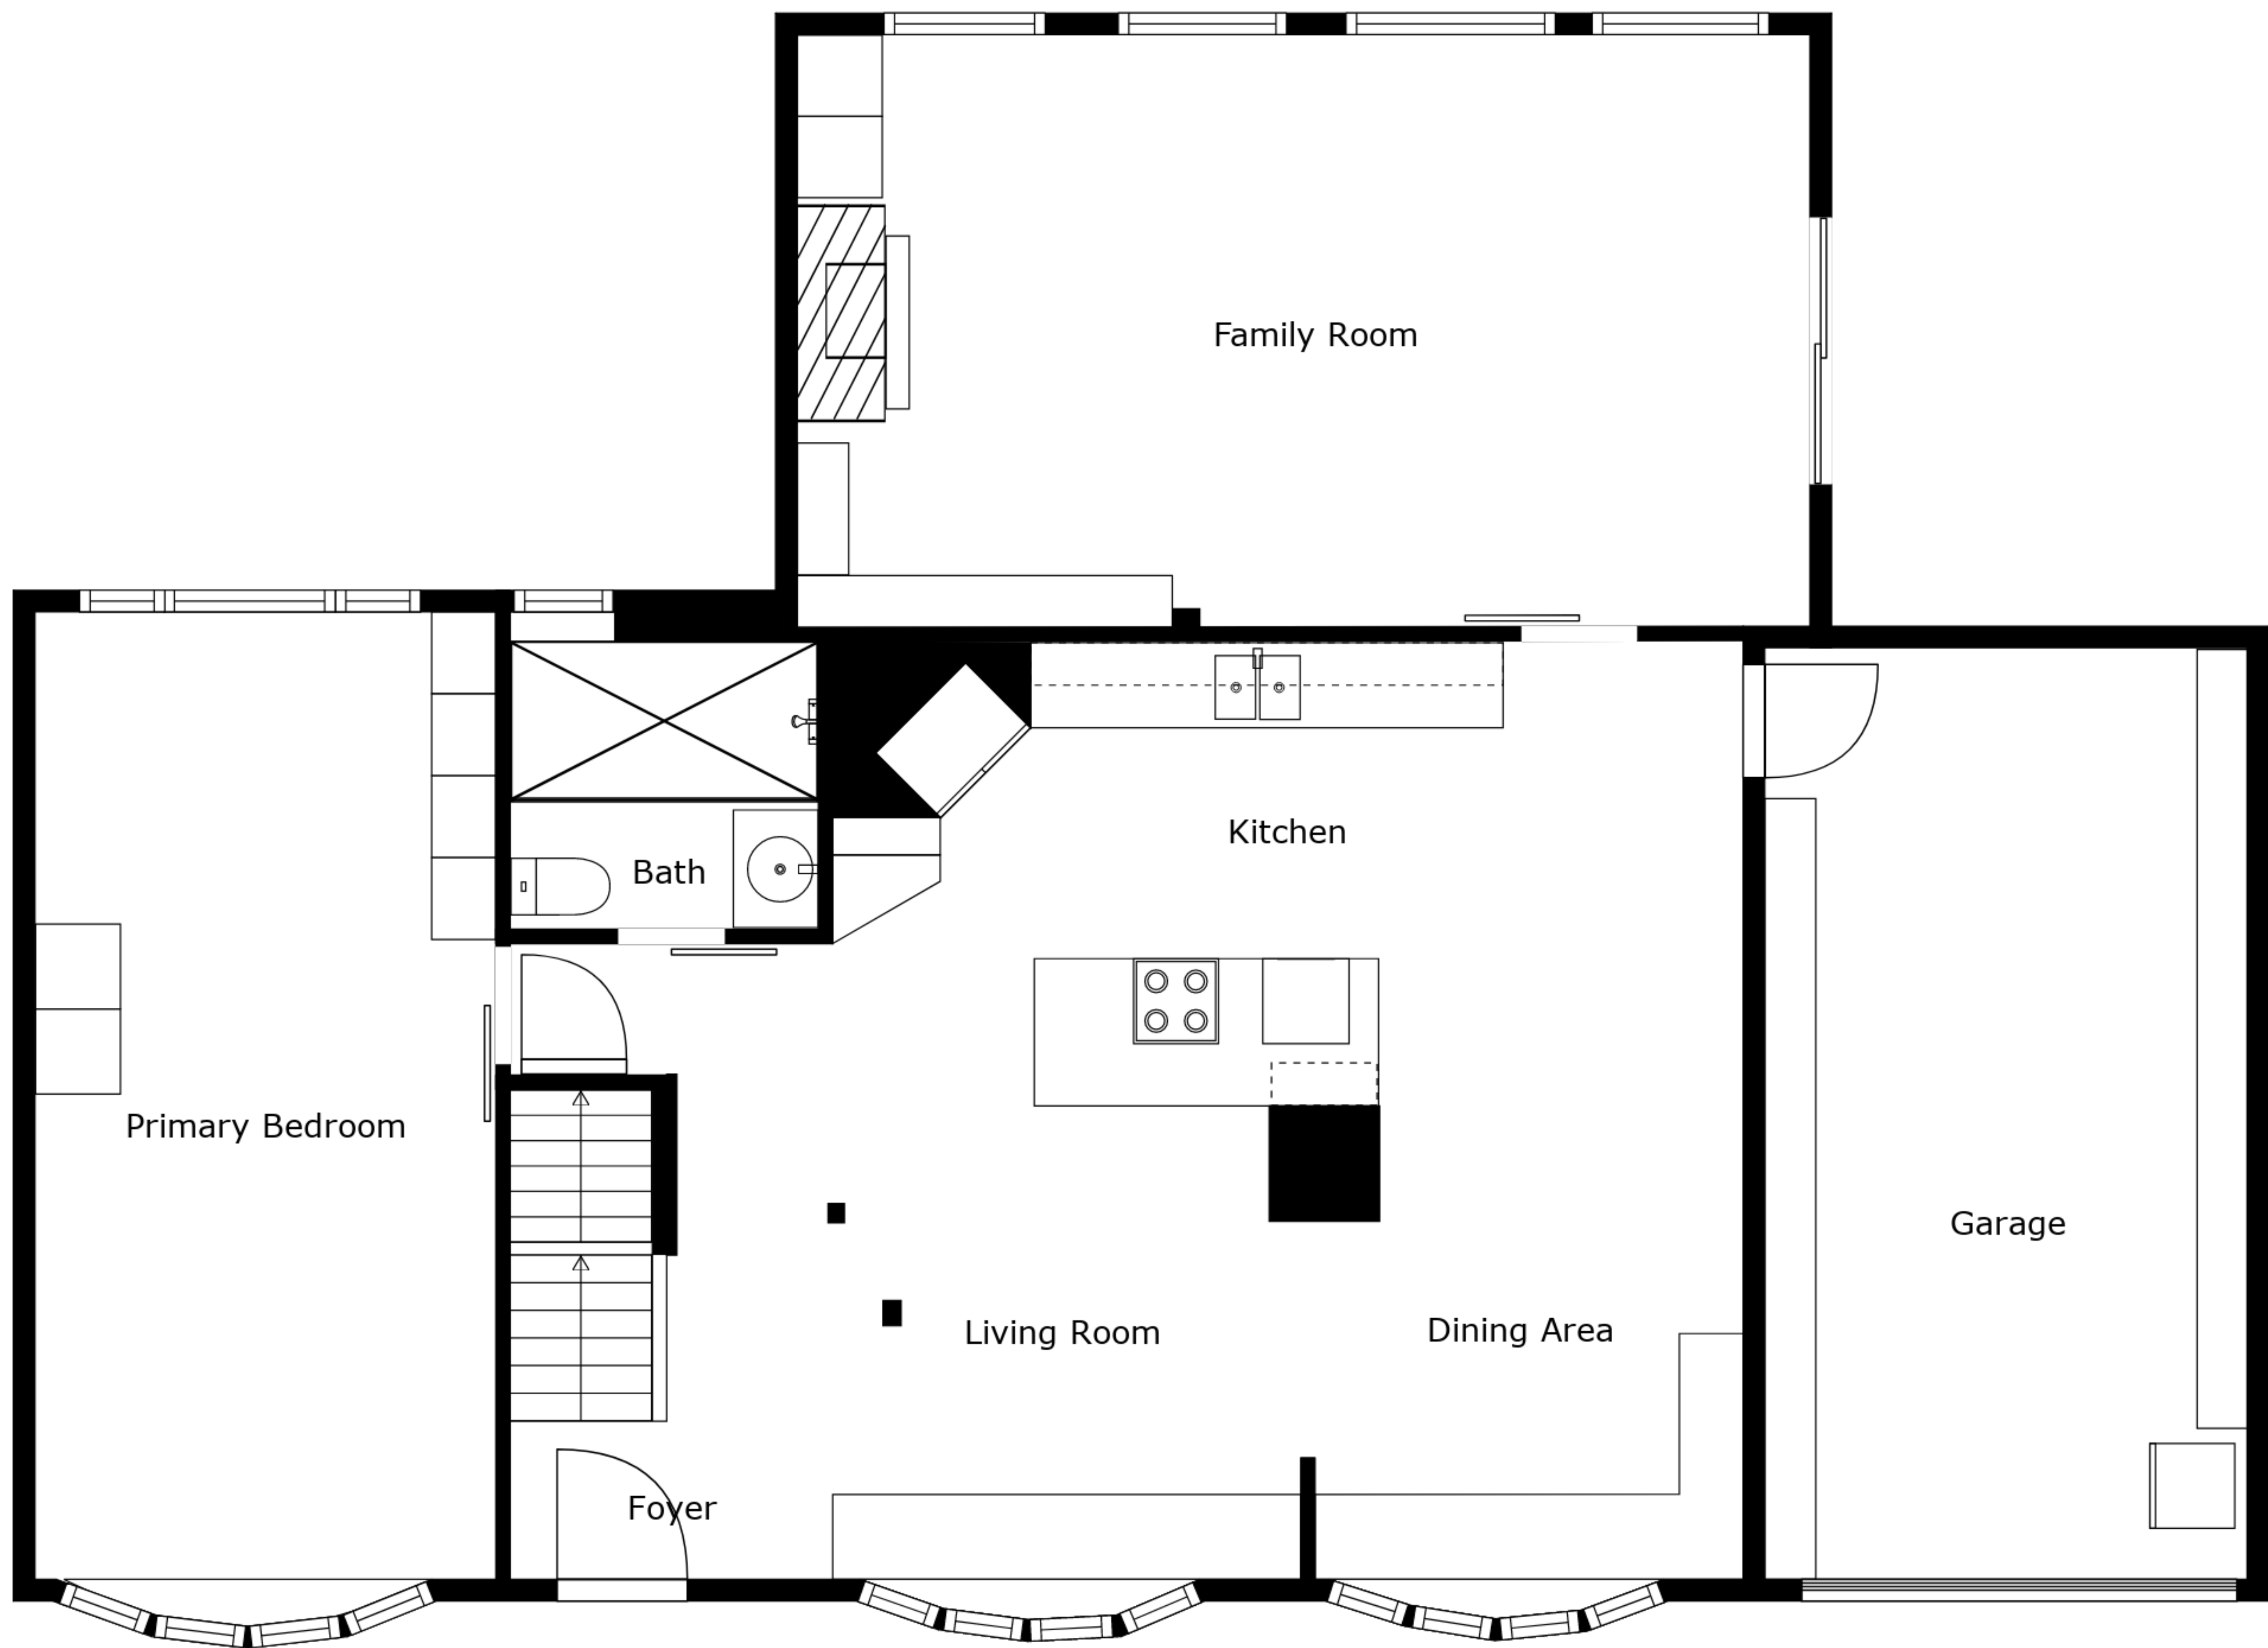 Family Room
Kitchen
Bath
Primary Bedroom
Garage
Living Room
Dining Area
Foyer